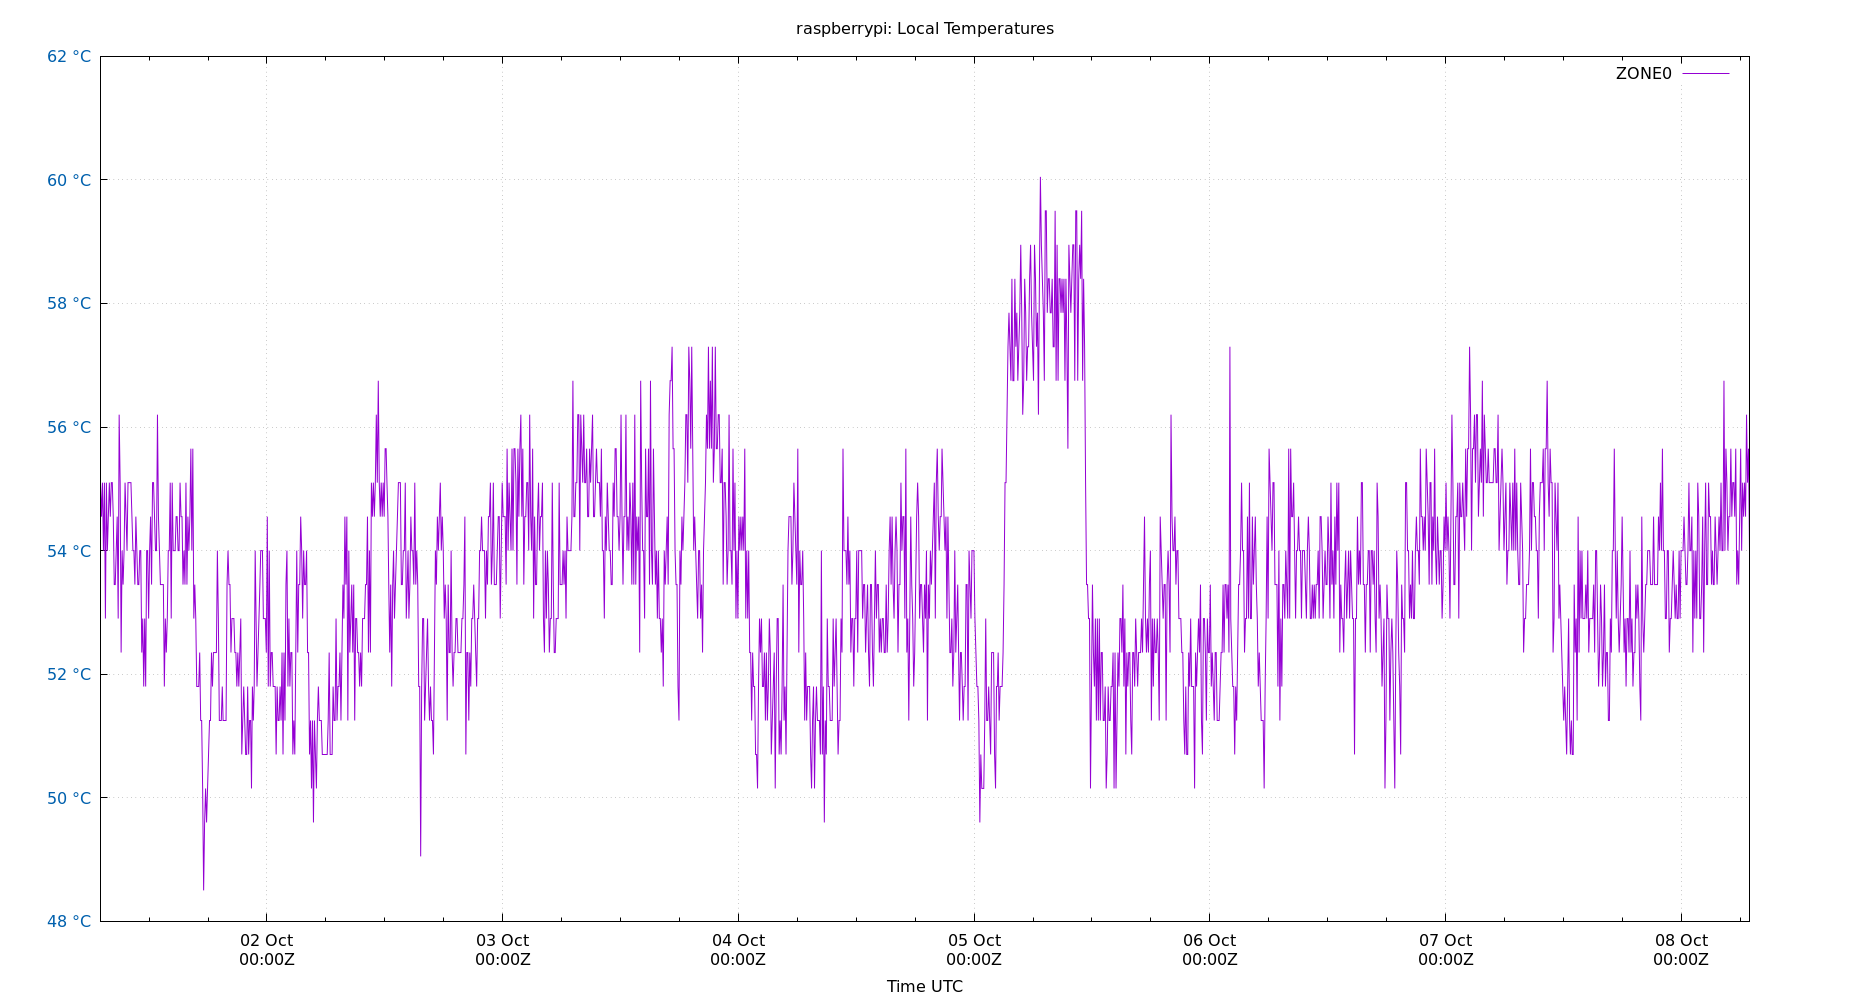 raspberrypi: Local Temperatures
62 °C
ZONE0
60 °C
58 °C
56 °C
54 °C
52 °C
50 °C
48 °C
02 Oct 03 Oct 04 Oct 05 Oct 06 Oct 07 Oct 08 Oct
00:00Z 00:00Z 00:00Z 00:00Z 00:00Z 00:00Z 00:00Z
Time UTC